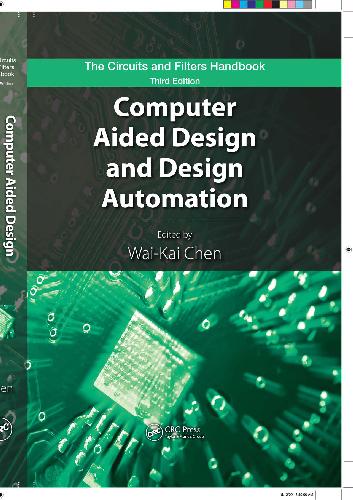 The Circuits and Filters Handbook
Third Edition
Computer
Aided Design
and Design
Automation
Edited by
Wai-Kai Chen
CRC Press
Computer Aided Design